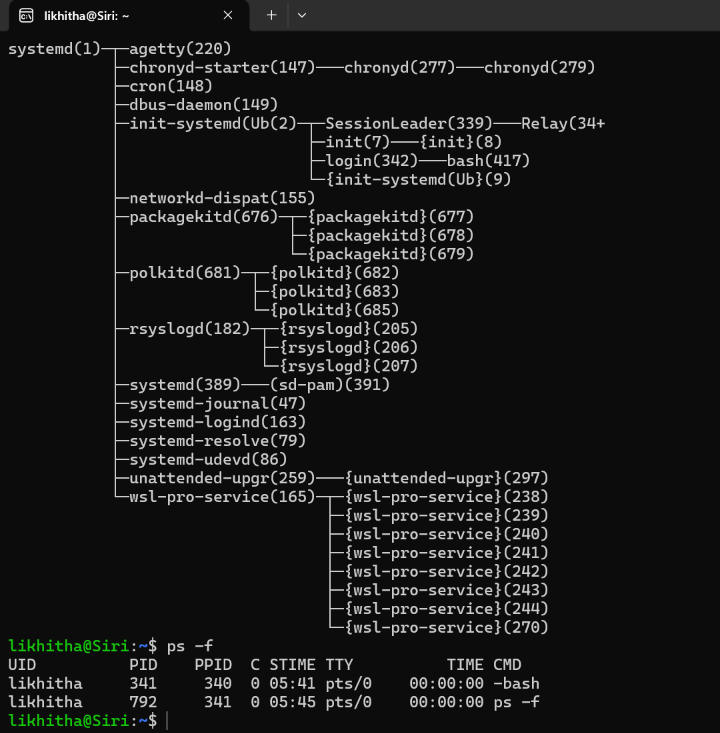 likhitha@Siri: ~
systemd(1)─┬─agetty(220)
           ├─chronyd-starter(147)───chronyd(277)───chronyd(279)
           ├─cron(148)
           ├─dbus-daemon(149)
           ├─init-systemd(Ub(2)─┬─SessionLeader(339)───Relay(34+
           │                    ├─init(7)───{init}(8)
           │                    ├─login(342)───bash(417)
           │                    └─{init-systemd(Ub}(9)
           ├─networkd-dispat(155)
           ├─packagekitd(676)─┬─{packagekitd}(677)
           │                  ├─{packagekitd}(678)
           │                  └─{packagekitd}(679)
           ├─polkitd(681)─┬─{polkitd}(682)
           │              ├─{polkitd}(683)
           │              └─{polkitd}(685)
           ├─rsyslogd(182)─┬─{rsyslogd}(205)
           │               ├─{rsyslogd}(206)
           │               └─{rsyslogd}(207)
           ├─systemd(389)───(sd-pam)(391)
           ├─systemd-journal(47)
           ├─systemd-logind(163)
           ├─systemd-resolve(79)
           ├─systemd-udevd(86)
           ├─unattended-upgr(259)───{unattended-upgr}(297)
           └─wsl-pro-service(165)─┬─{wsl-pro-service}(238)
                                  ├─{wsl-pro-service}(239)
                                  ├─{wsl-pro-service}(240)
                                  ├─{wsl-pro-service}(241)
                                  ├─{wsl-pro-service}(242)
                                  ├─{wsl-pro-service}(243)
                                  ├─{wsl-pro-service}(244)
                                  └─{wsl-pro-service}(270)
likhitha@Siri:~$ ps -f
UID          PID    PPID  C STIME TTY          TIME CMD
likhitha     341     340  0 05:41 pts/0    00:00:00 -bash
likhitha     792     341  0 05:45 pts/0    00:00:00 ps -f
likhitha@Siri:~$